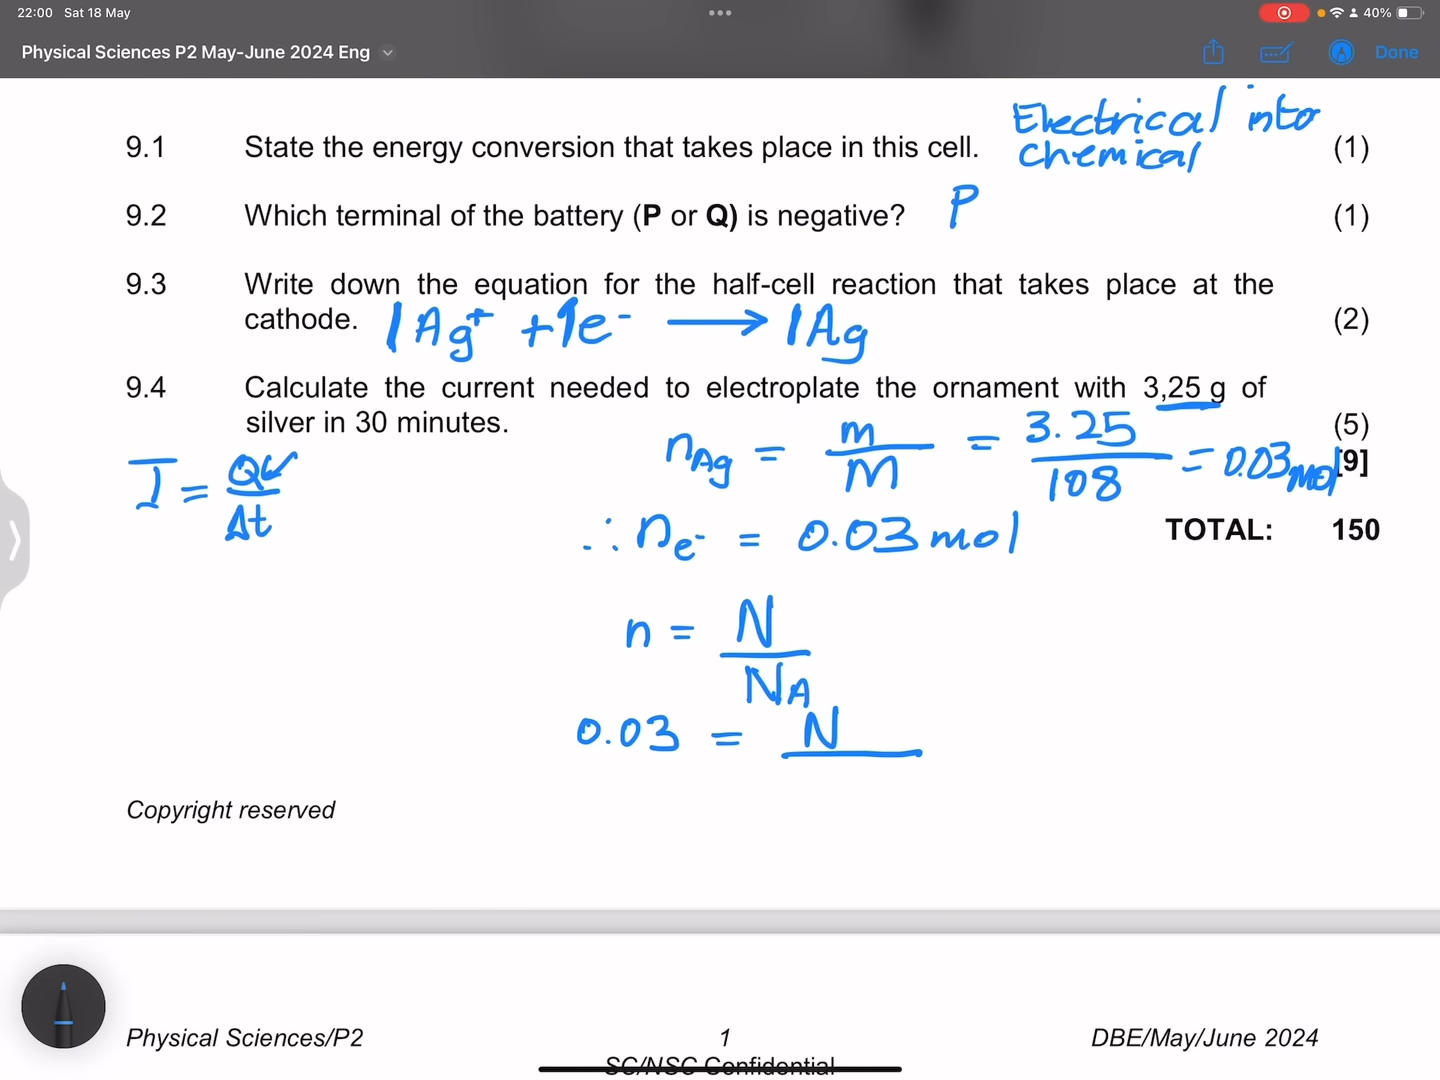 22:00 Sat 18 May
40%
Physical Sciences P2 May-June 2024 Eng
Done
9.1 State the energy conversion that takes place in this cell. Electrical into chemical (1)
9.2 Which terminal of the battery (P or Q) is negative? P (1)
9.3 Write down the equation for the half-cell reaction that takes place at the
cathode. 1Ag⁺ + 1e⁻ → 1Ag (2)
9.4 Calculate the current needed to electroplate the ornament with 3,25 g of
silver in 30 minutes. (5)
[9]
n_Ag = m/M = 3.25/108 = 0.03 mol
I = Q/Δt
∴ n_e⁻ = 0.03 mol
TOTAL: 150
n = N/N_A
0.03 = N
Copyright reserved
Physical Sciences/P2 1 DBE/May/June 2024
SC/NSC Confidential